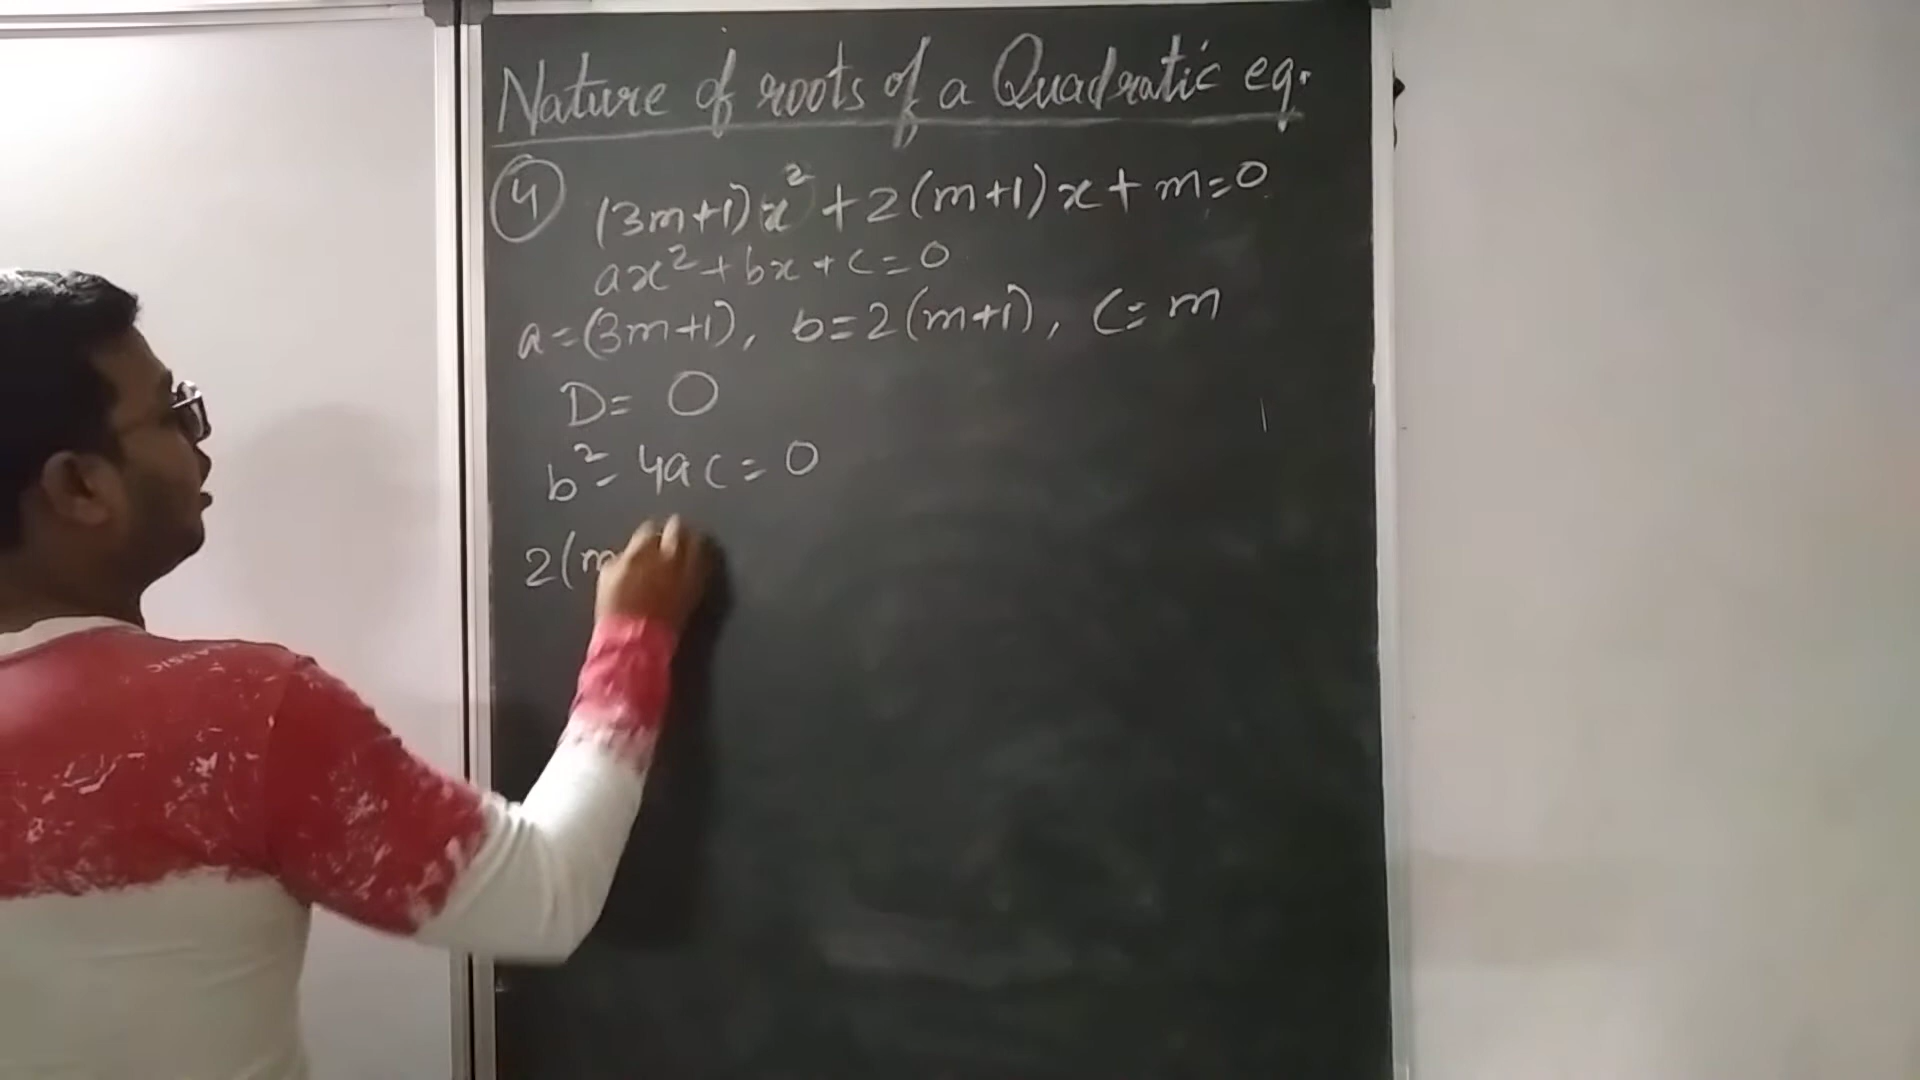 Nature of roots of a Quadratic eq.
4 (3m+1)x²+2(m+1)x+m=0
ax²+bx+c=0
a=(3m+1), b=2(m+1), c=m
D=0
b²-4ac=0
2(m